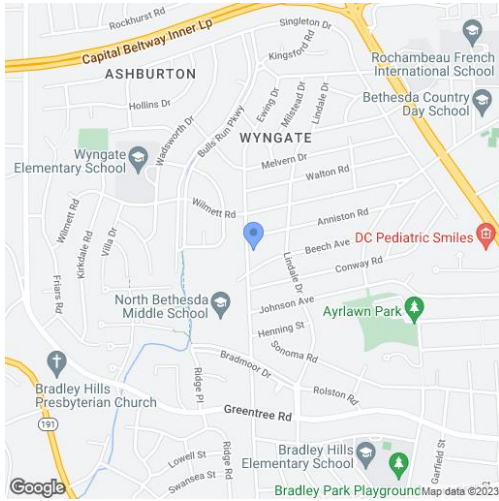 Rockhurst Rd
Singleton Dr
Capital Beltway Inner Lp
Kingsford Rd
Rochambeau French
International School
ASHBURTON
Ewing Dr
Milstead Dr
Lindale Dr
Bethesda Country
Day School
Hollins Dr
Bulls Run Pkwy
Wadsworth Dr
WYNGATE
Wyngate
Elementary School
Melvern Dr
Walton Rd
Wilmett Rd
Wilmett Rd
Kirkdale Rd
Villa Dr
Anniston Rd
Beech Ave
DC Pediatric Smiles
Lindale Dr
Conway Rd
Friars Rd
North Bethesda
Middle School
Johnson Ave
Ayrlawn Park
Henning St
Sonoma Rd
Bradmoor Dr
Bradley Hills
Presbyterian Church
Ridge Pl
Rolston Rd
Greentree Rd
191
Ridge Rd
Garfield St
Lowell St
Swansea St
Bradley Hills
Elementary School
Bradley Park Playground
Google
Map data ©2023